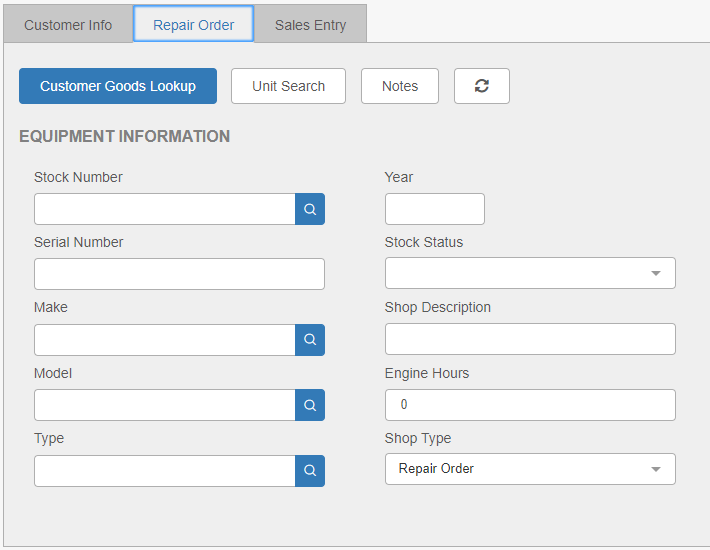 Customer Info
Repair Order
Sales Entry
Customer Goods Lookup
Unit Search
Notes
EQUIPMENT INFORMATION
Stock Number
Year
Serial Number
Stock Status
Make
Shop Description
Model
Engine Hours
0
Type
Shop Type
Repair Order